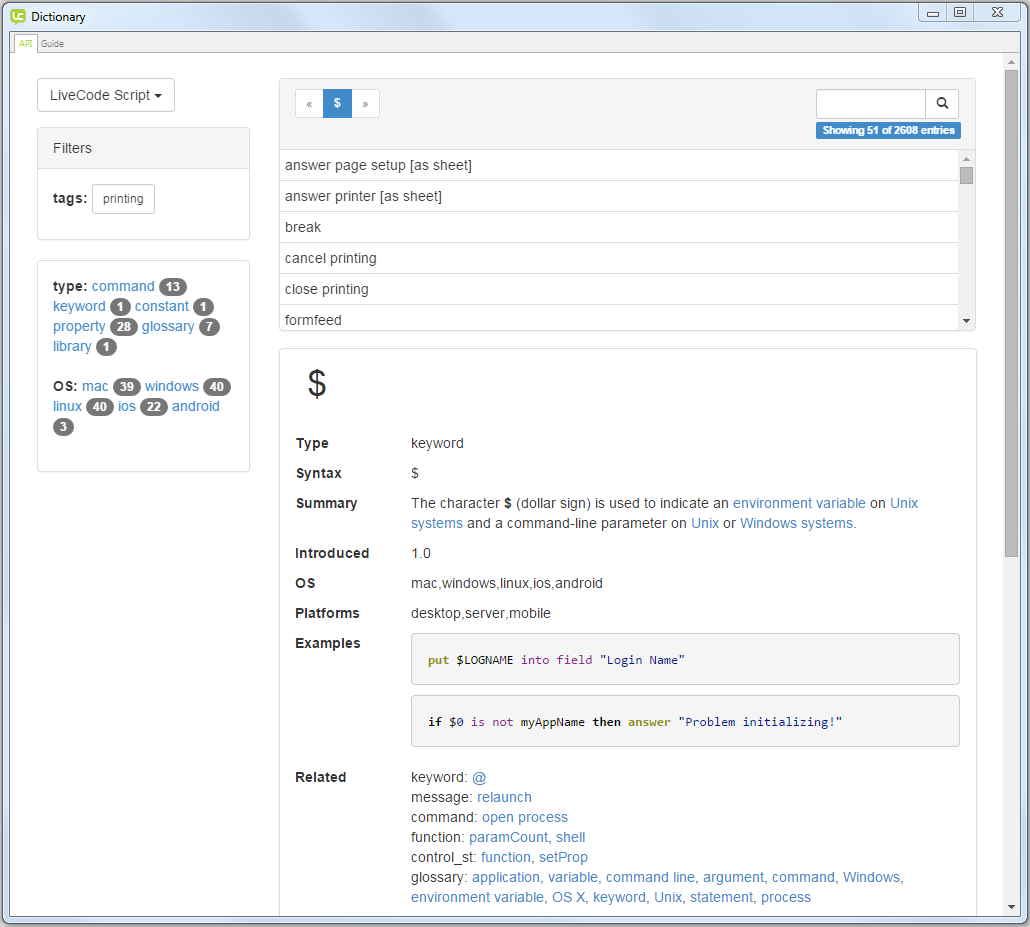 Dictionary
API Guide
LiveCode Script
« $ »
Showing 51 of 2608 entries
Filters
tags: printing
type: command 13
keyword 1 constant 1
property 28 glossary 7
library 1
OS: mac 39 windows 40
linux 40 ios 22 android
3
answer page setup [as sheet]
answer printer [as sheet]
break
cancel printing
close printing
formfeed
$
Type keyword
Syntax $
Summary The character $ (dollar sign) is used to indicate an environment variable on Unix
systems and a command-line parameter on Unix or Windows systems.
Introduced 1.0
OS mac,windows,linux,ios,android
Platforms desktop,server,mobile
Examples put $LOGNAME into field "Login Name"
if $0 is not myAppName then answer "Problem initializing!"
Related keyword: @
message: relaunch
command: open process
function: paramCount, shell
control_st: function, setProp
glossary: application, variable, command line, argument, command, Windows,
environment variable, OS X, keyword, Unix, statement, process